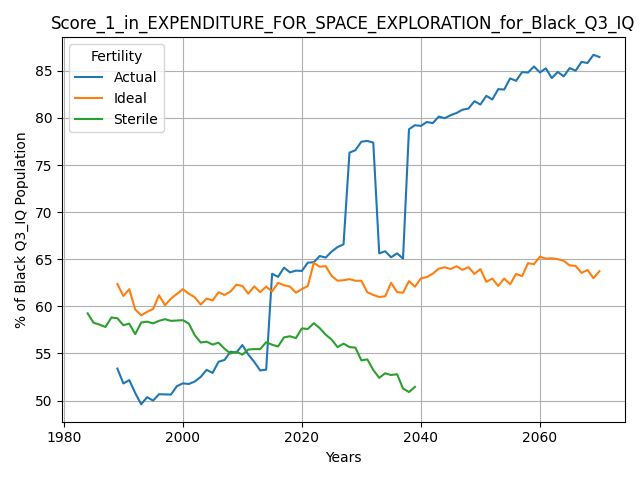 Score_1_in_EXPENDITURE_FOR_SPACE_EXPLORATION_for_Black_Q3_IQ
Fertility
Actual
Ideal
Sterile
% of Black Q3_IQ Population
85
80
75
70
65
60
55
50
1980 2000 2020 2040 2060
Years